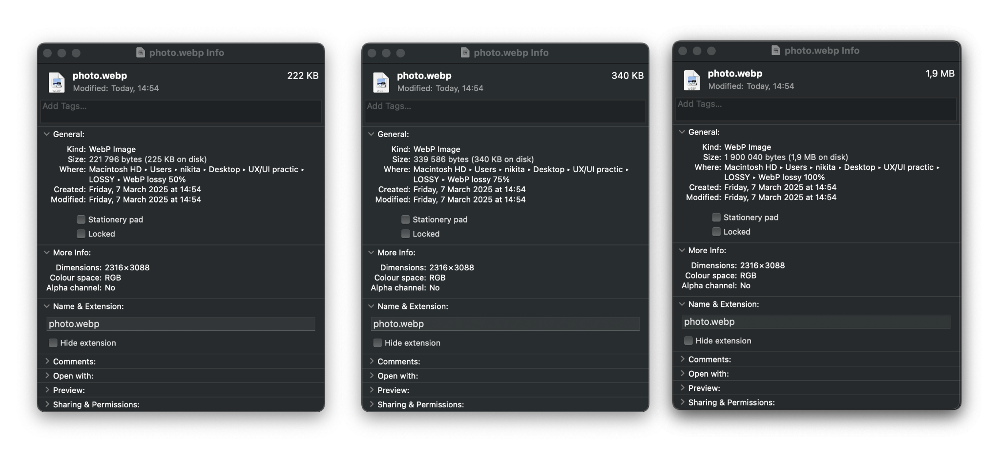 photo.webp Info
photo.webp 222 KB
Modified: Today, 14:54
WEBP
Add Tags...
General:
Kind: WebP Image
Size: 221 796 bytes (225 KB on disk)
Where: Macintosh HD ▸ Users ▸ nikita ▸ Desktop ▸ UX/UI practic ▸
LOSSY ▸ WebP lossy 50%
Created: Friday, 7 March 2025 at 14:54
Modified: Friday, 7 March 2025 at 14:54
Stationery pad
Locked
More Info:
Dimensions: 2316×3088
Colour space: RGB
Alpha channel: No
Name & Extension:
photo.webp
Hide extension
Comments:
Open with:
Preview:
Sharing & Permissions:
photo.webp Info
photo.webp 340 KB
Modified: Today, 14:54
WEBP
Add Tags...
General:
Kind: WebP Image
Size: 339 586 bytes (340 KB on disk)
Where: Macintosh HD ▸ Users ▸ nikita ▸ Desktop ▸ UX/UI practic ▸
LOSSY ▸ WebP lossy 75%
Created: Friday, 7 March 2025 at 14:54
Modified: Friday, 7 March 2025 at 14:54
Stationery pad
Locked
More Info:
Dimensions: 2316×3088
Colour space: RGB
Alpha channel: No
Name & Extension:
photo.webp
Hide extension
Comments:
Open with:
Preview:
Sharing & Permissions:
photo.webp Info
photo.webp 1,9 MB
Modified: Today, 14:54
WEBP
Add Tags...
General:
Kind: WebP Image
Size: 1 900 040 bytes (1,9 MB on disk)
Where: Macintosh HD ▸ Users ▸ nikita ▸ Desktop ▸ UX/UI practic ▸
LOSSY ▸ WebP lossy 100%
Created: Friday, 7 March 2025 at 14:54
Modified: Friday, 7 March 2025 at 14:54
Stationery pad
Locked
More Info:
Dimensions: 2316×3088
Colour space: RGB
Alpha channel: No
Name & Extension:
photo.webp
Hide extension
Comments:
Open with:
Preview:
Sharing & Permissions: